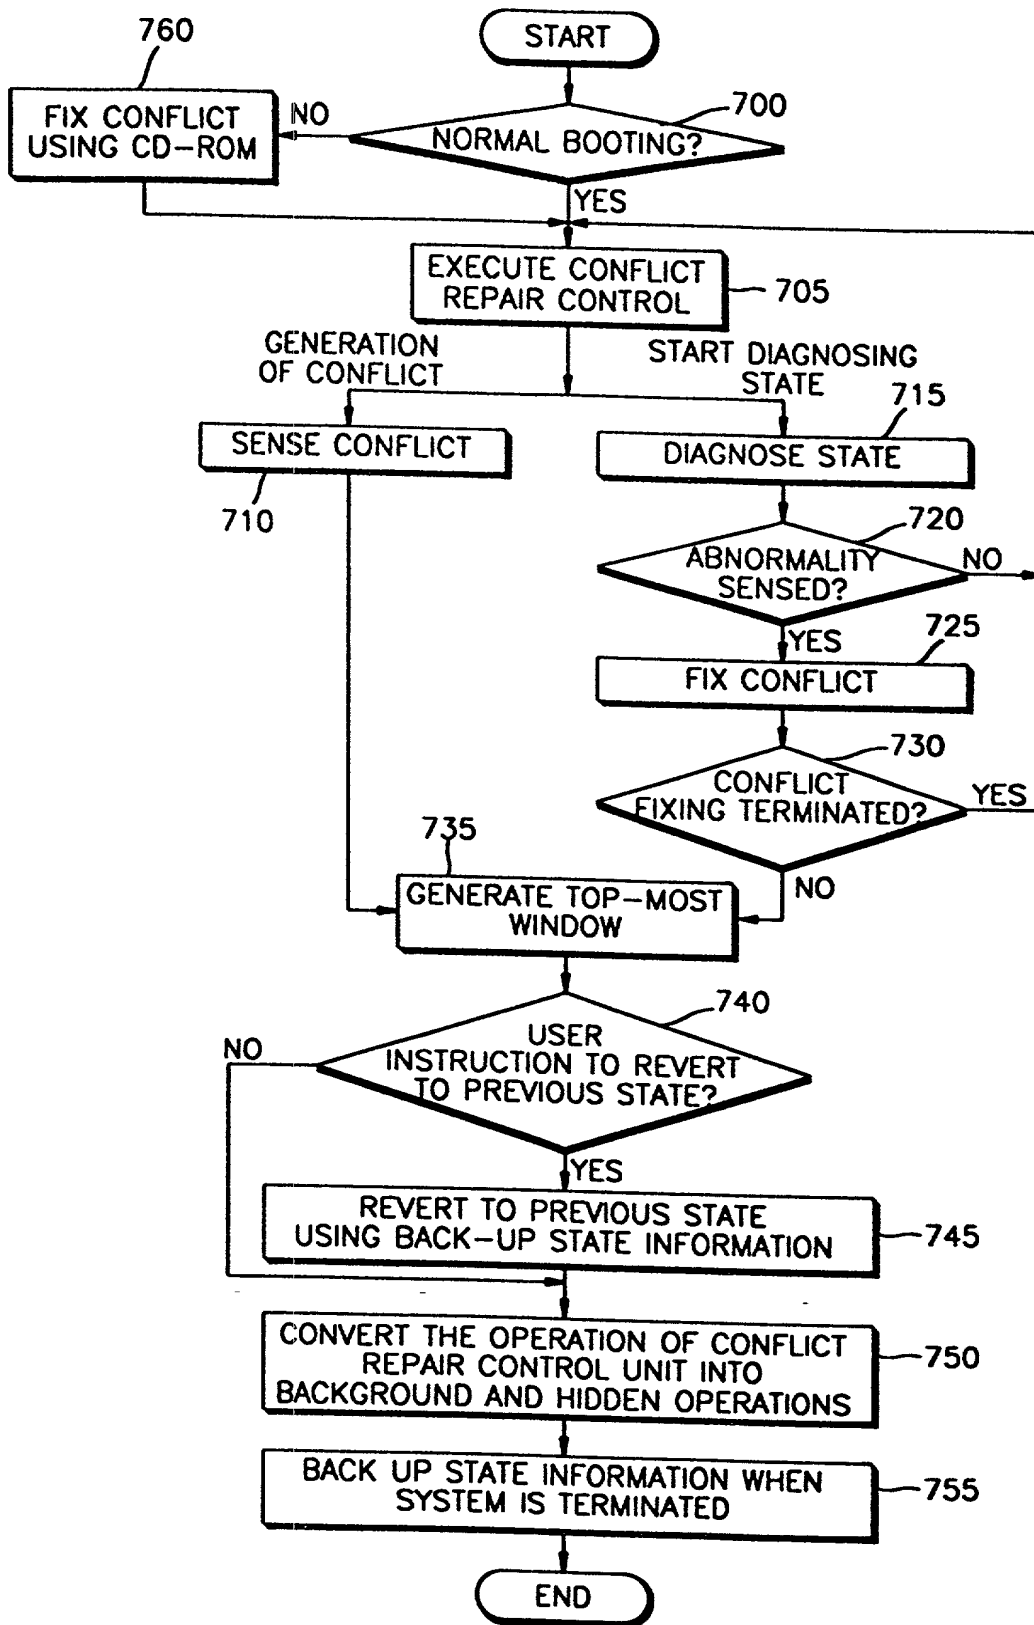 START
760
700
FIX CONFLICT
USING CD-ROM
NO
NORMAL BOOTING?
YES
EXECUTE CONFLICT
REPAIR CONTROL
705
GENERATION
OF CONFLICT
START DIAGNOSING
STATE
715
SENSE CONFLICT
710
DIAGNOSE STATE
720
ABNORMALITY
SENSED?
NO
YES
725
FIX CONFLICT
730
CONFLICT
FIXING TERMINATED?
YES
NO
735
GENERATE TOP-MOST
WINDOW
740
USER
INSTRUCTION TO REVERT
TO PREVIOUS STATE?
NO
YES
REVERT TO PREVIOUS STATE
USING BACK-UP STATE INFORMATION
745
CONVERT THE OPERATION OF CONFLICT
REPAIR CONTROL UNIT INTO
BACKGROUND AND HIDDEN OPERATIONS
750
BACK UP STATE INFORMATION WHEN
SYSTEM IS TERMINATED
755
END